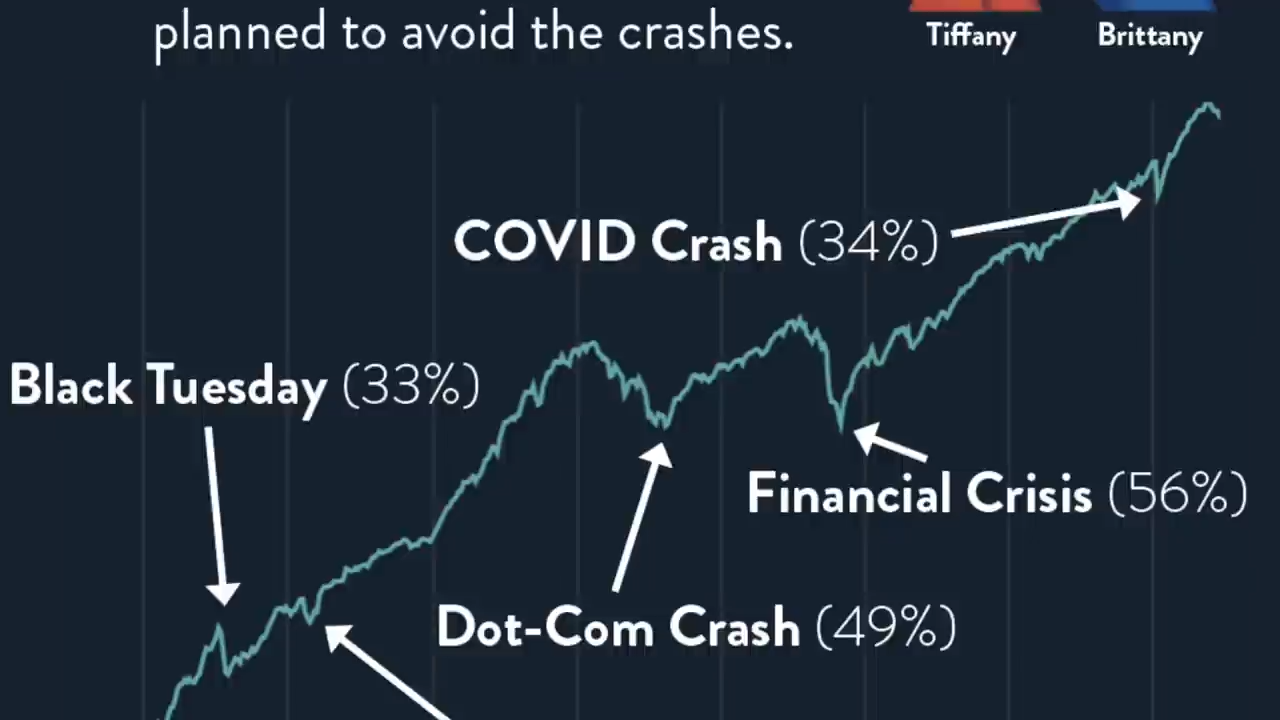 planned to avoid the crashes.
Tiffany
Brittany
COVID Crash (34%)
Black Tuesday (33%)
Financial Crisis (56%)
Dot-Com Crash (49%)